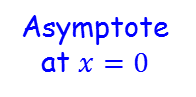 Asymptote
at x = 0